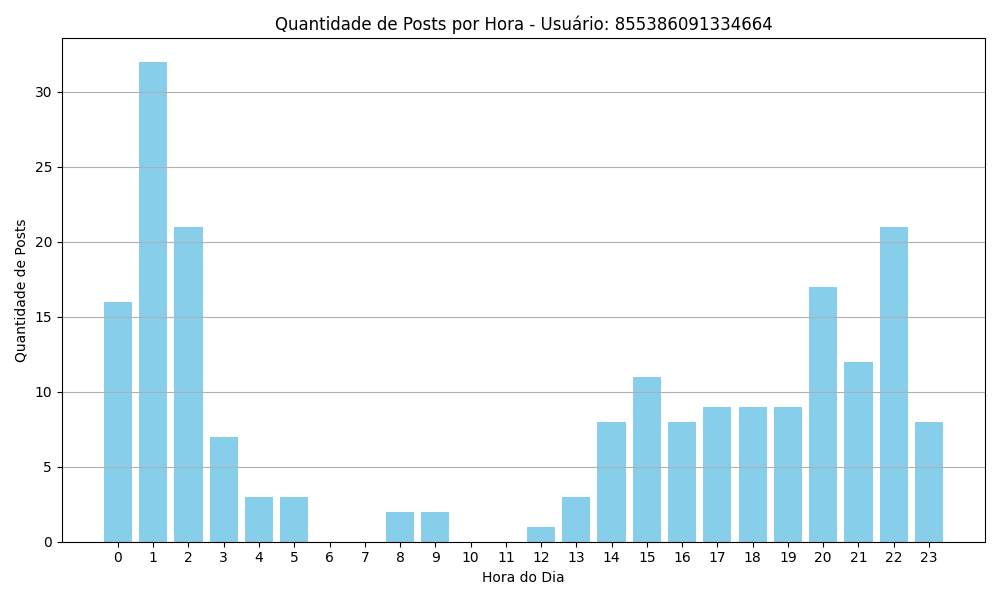 Quantidade de Posts por Hora - Usuário: 855386091334664
Quantidade de Posts
30
25
20
15
10
5
0
0 1 2 3 4 5 6 7 8 9 10 11 12 13 14 15 16 17 18 19 20 21 22 23
Hora do Dia